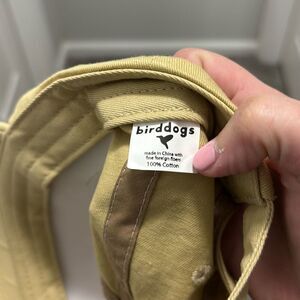 birddogs
made in China with
fine foreign fibers
100% Cotton